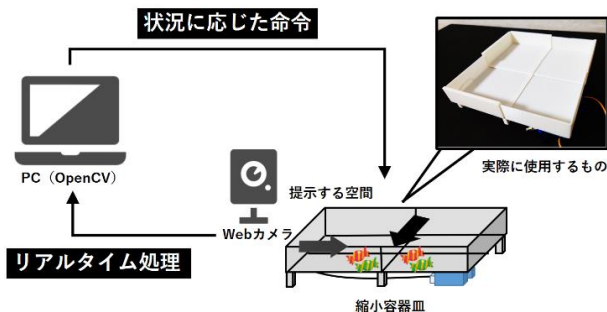 状況に応じた命令
PC（OpenCV）
実際に使用するもの
提示する空間
Webカメラ
リアルタイム処理
縮小容器皿